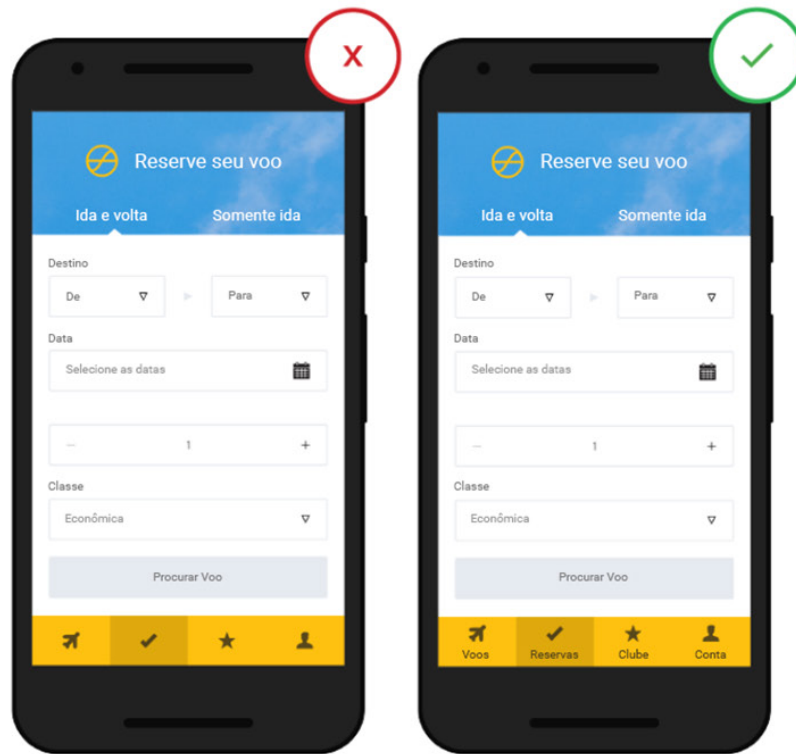 X
Reserve seu voo
Ida e volta Somente ida
Destino
De Para
Data
Selecione as datas
1
Classe
Econômica
Procurar Voo
Reserve seu voo
Ida e volta Somente ida
Destino
De Para
Data
Selecione as datas
1
Classe
Econômica
Procurar Voo
Voos Reservas Clube Conta